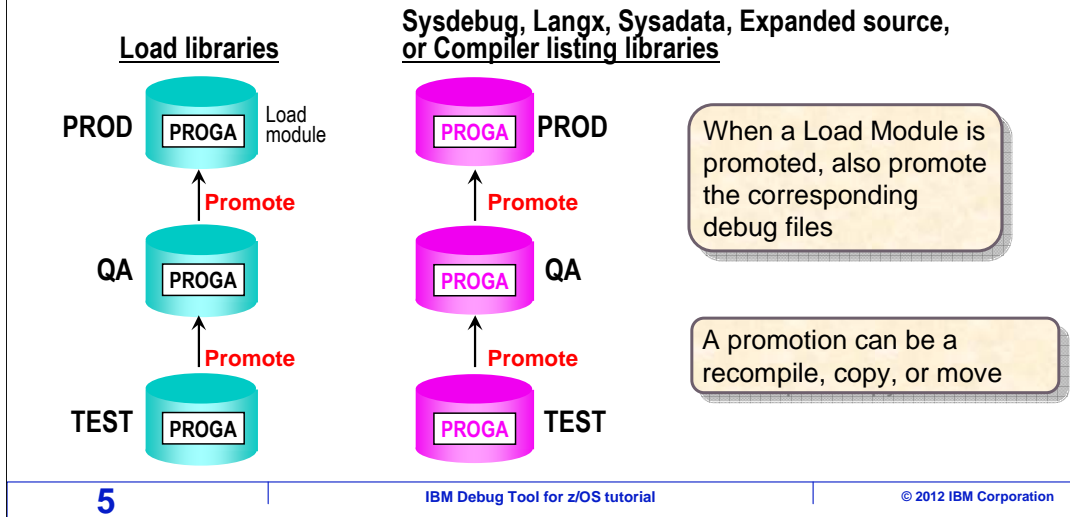 Load libraries
Sysdebug, Langx, Sysadata, Expanded source,
or Compiler listing libraries
PROD
PROGA
Load
module
PROGA
PROD
Promote
Promote
QA
PROGA
PROGA
QA
Promote
Promote
TEST
PROGA
PROGA
TEST
When a Load Module is
promoted, also promote
the corresponding
debug files
A promotion can be a
recompile, copy, or move
5
IBM Debug Tool for z/OS tutorial
© 2012 IBM Corporation